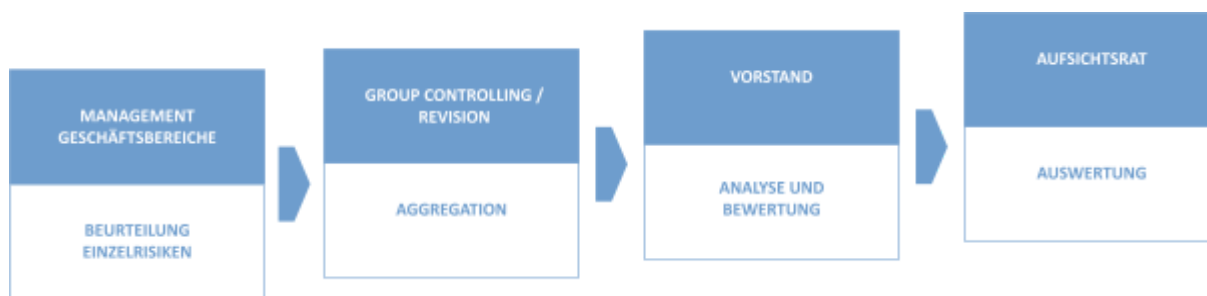 MANAGEMENT
GESCHÄFTSBEREICHE
BEURTEILUNG
EINZELRISIKEN
GROUP CONTROLLING /
REVISION
AGGREGATION
VORSTAND
ANALYSE UND
BEWERTUNG
AUFSICHTSRAT
AUSWERTUNG